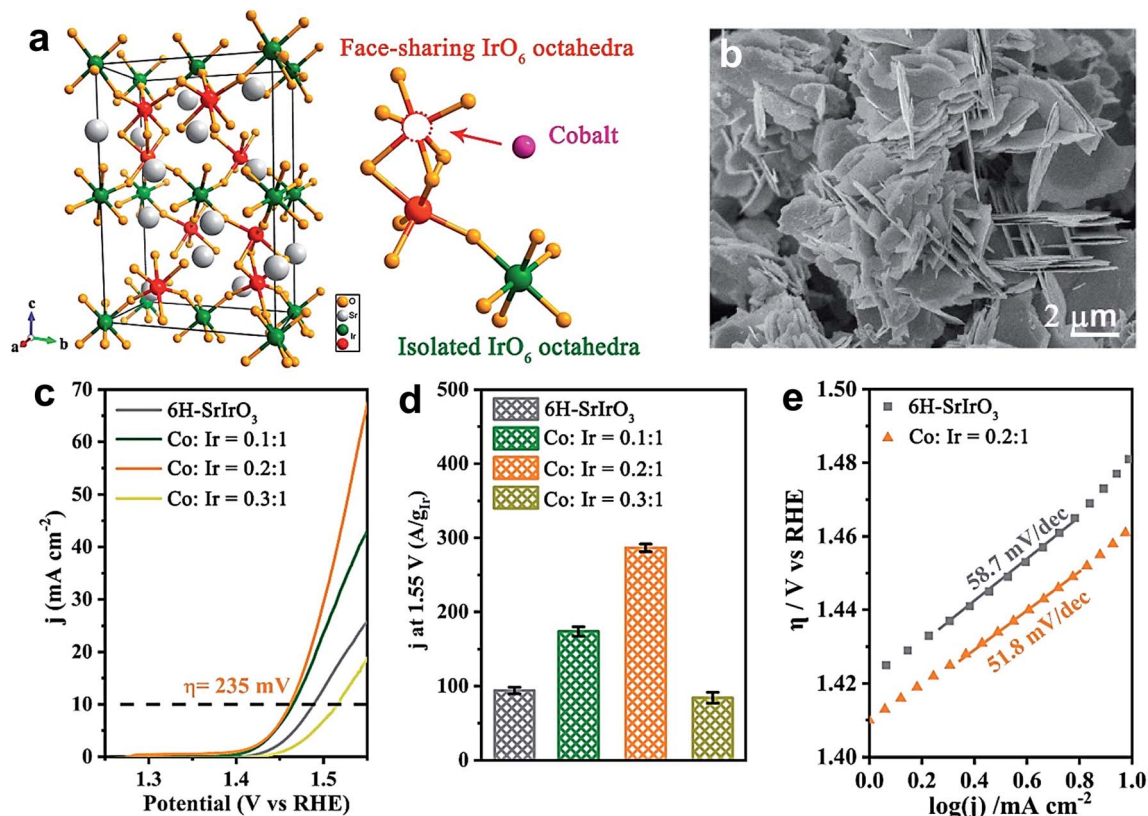 a
Face-sharing IrO₆ octahedra
Cobalt
Isolated IrO₆ octahedra
c
a
b
O
Sr
Ir
Ir
b
2 μm
c
6H-SrIrO₃
Co: Ir = 0.1:1
Co: Ir = 0.2:1
Co: Ir = 0.3:1
η= 235 mV
j (mA cm⁻²)
70
60
50
40
30
20
10
0
1.3 1.4 1.5
Potential (V vs RHE)
d
6H-SrIrO₃
Co: Ir = 0.1:1
Co: Ir = 0.2:1
Co: Ir = 0.3:1
j at 1.55 V (A/gIr)
500
400
300
200
100
0
e
6H-SrIrO₃
Co: Ir = 0.2:1
58.7 mV/dec
51.8 mV/dec
η / V vs RHE
1.50
1.48
1.46
1.44
1.42
1.40
0.0 0.2 0.4 0.6 0.8 1.0
log(j) /mA cm⁻²